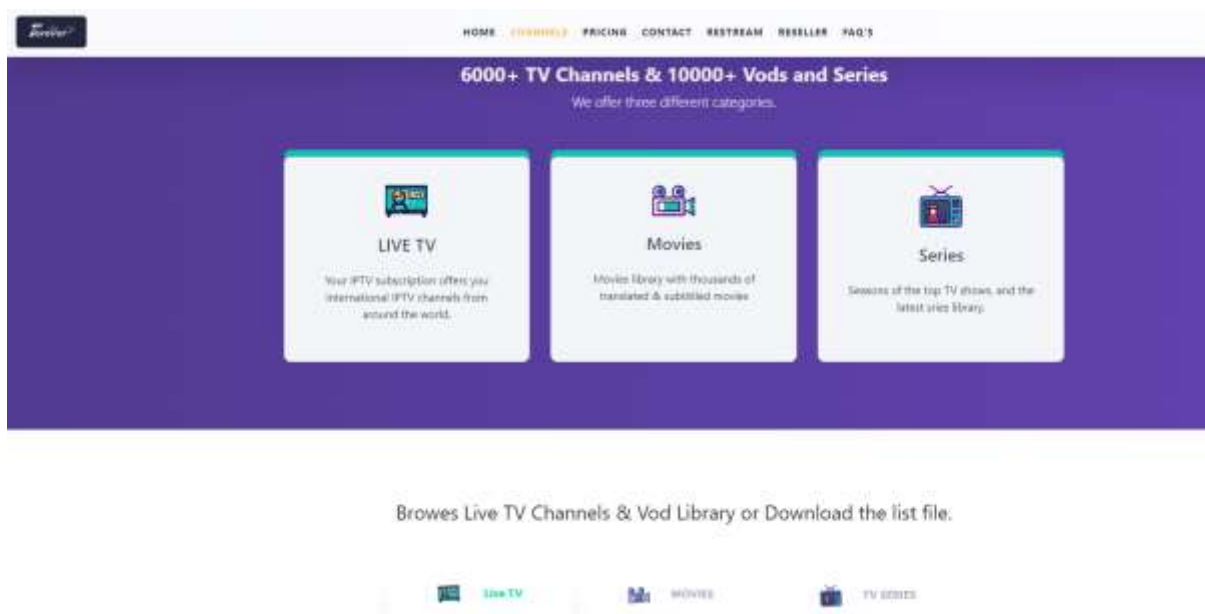 Forever
HOME CHANNELS PRICING CONTACT RESTREAM RESELLER FAQ'S
6000+ TV Channels & 10000+ Vods and Series
We offer three different categories.
LIVE TV
Your IPTV subscription offers you
international IPTV channels from
around the world.
Movies
Movies library with thousands of
translated & subtitled movies
Series
Seasons of the top TV shows, and the
latest sries library.
Browes Live TV Channels & Vod Library or Download the list file.
Live TV MOVIES TV SERIES